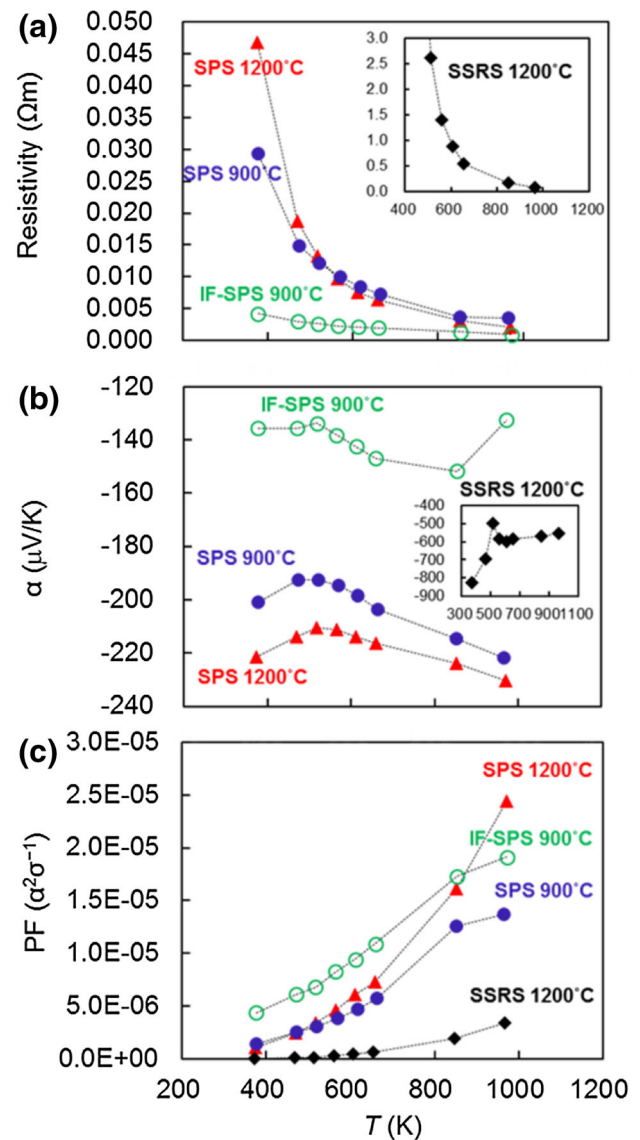 (a)
Resistivity (Ωm)
0.050
0.045
0.040
0.035
0.030
0.025
0.020
0.015
0.010
0.005
0.000
SPS 1200°C
SPS 900°C
IF-SPS 900°C
3.0
2.5
2.0
1.5
1.0
0.5
0.0
SSRS 1200°C
400 600 800 1000 1200
(b)
α (μV/K)
-120
-140
-160
-180
-200
-220
-240
IF-SPS 900°C
SPS 900°C
SPS 1200°C
SSRS 1200°C
-400
-500
-600
-700
-800
-900
300 500 700 900 1100
(c)
PF (α²σ⁻¹)
3.0E-05
2.5E-05
2.0E-05
1.5E-05
1.0E-05
5.0E-06
0.0E+00
SPS 1200°C
IF-SPS 900°C
SPS 900°C
SSRS 1200°C
200 400 600 800 1000 1200
T (K)